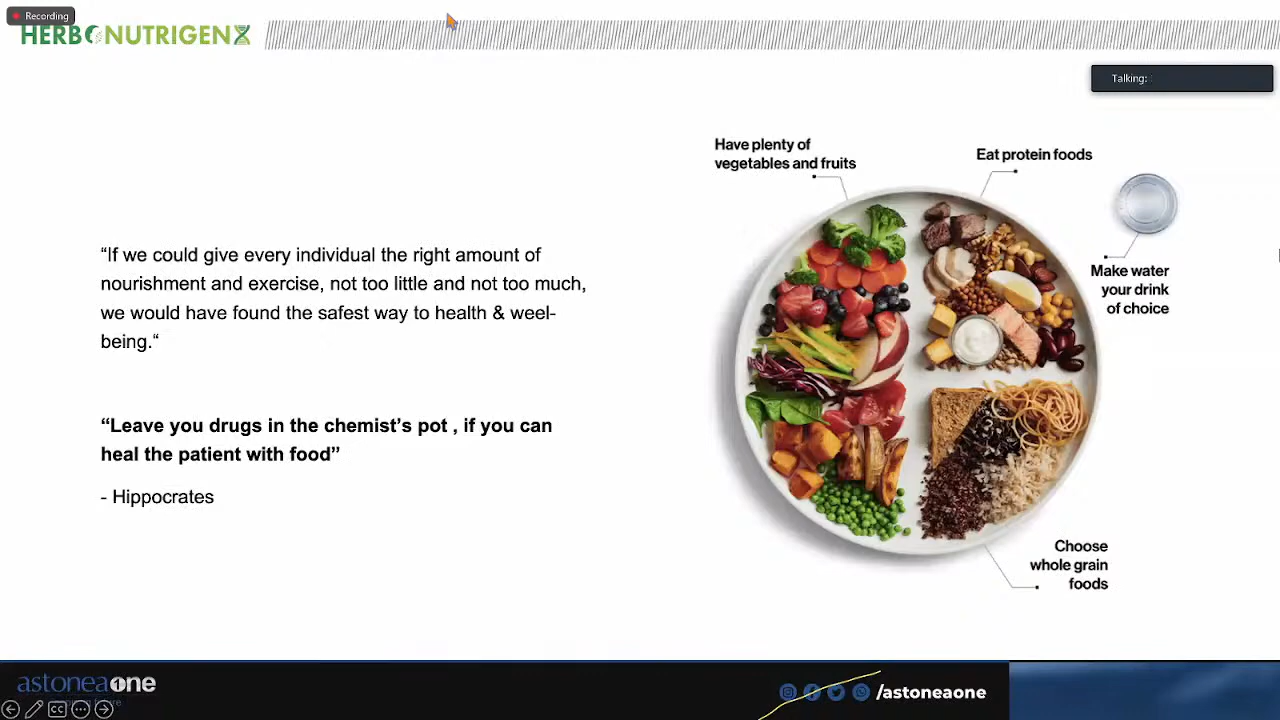 Recording
HERBONUTRIGENX
Talking:
Have plenty of
vegetables and fruits
Eat protein foods
Make water
your drink
of choice
“If we could give every individual the right amount of
nourishment and exercise, not too little and not too much,
we would have found the safest way to health & weel-
being.“
“Leave you drugs in the chemist’s pot , if you can
heal the patient with food”
- Hippocrates
Choose
whole grain
foods
astoneaone
CC
/astoneaone